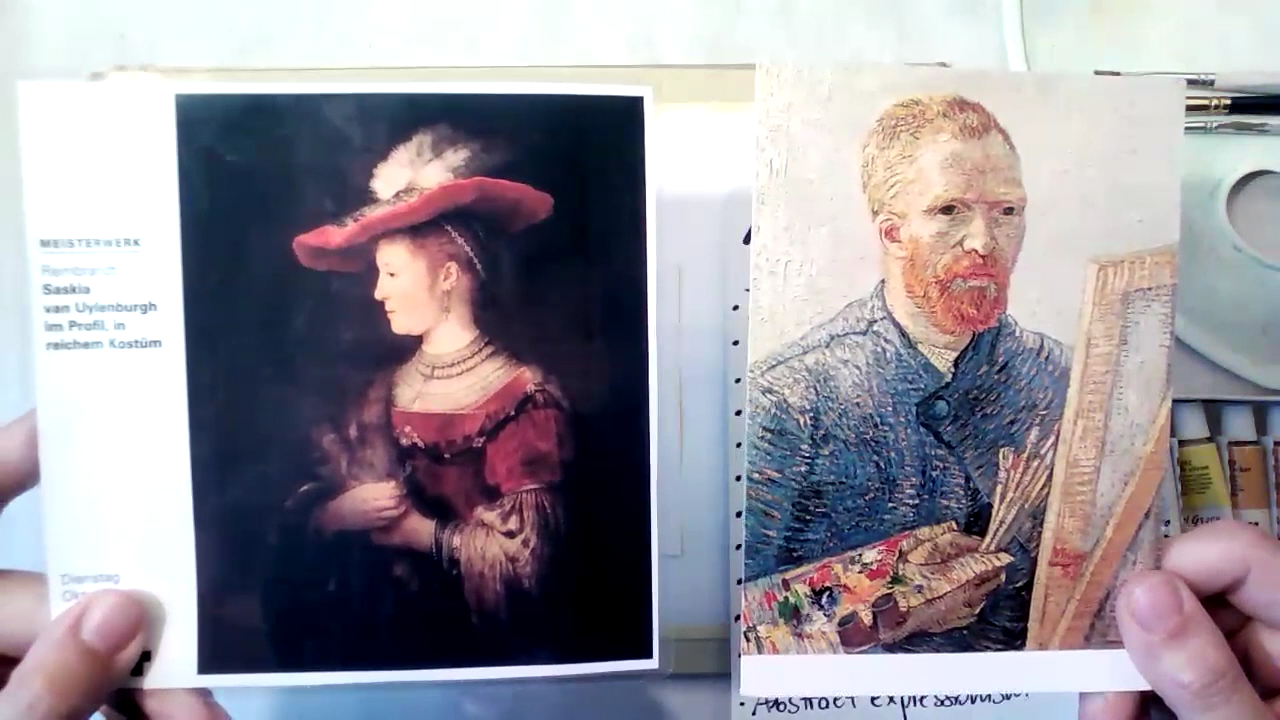 MEISTERWERK
Rembrandt
Saskia
van Uylenburgh
im Profil, in
reichem Kostüm
Dienstag
Abstract expressionism